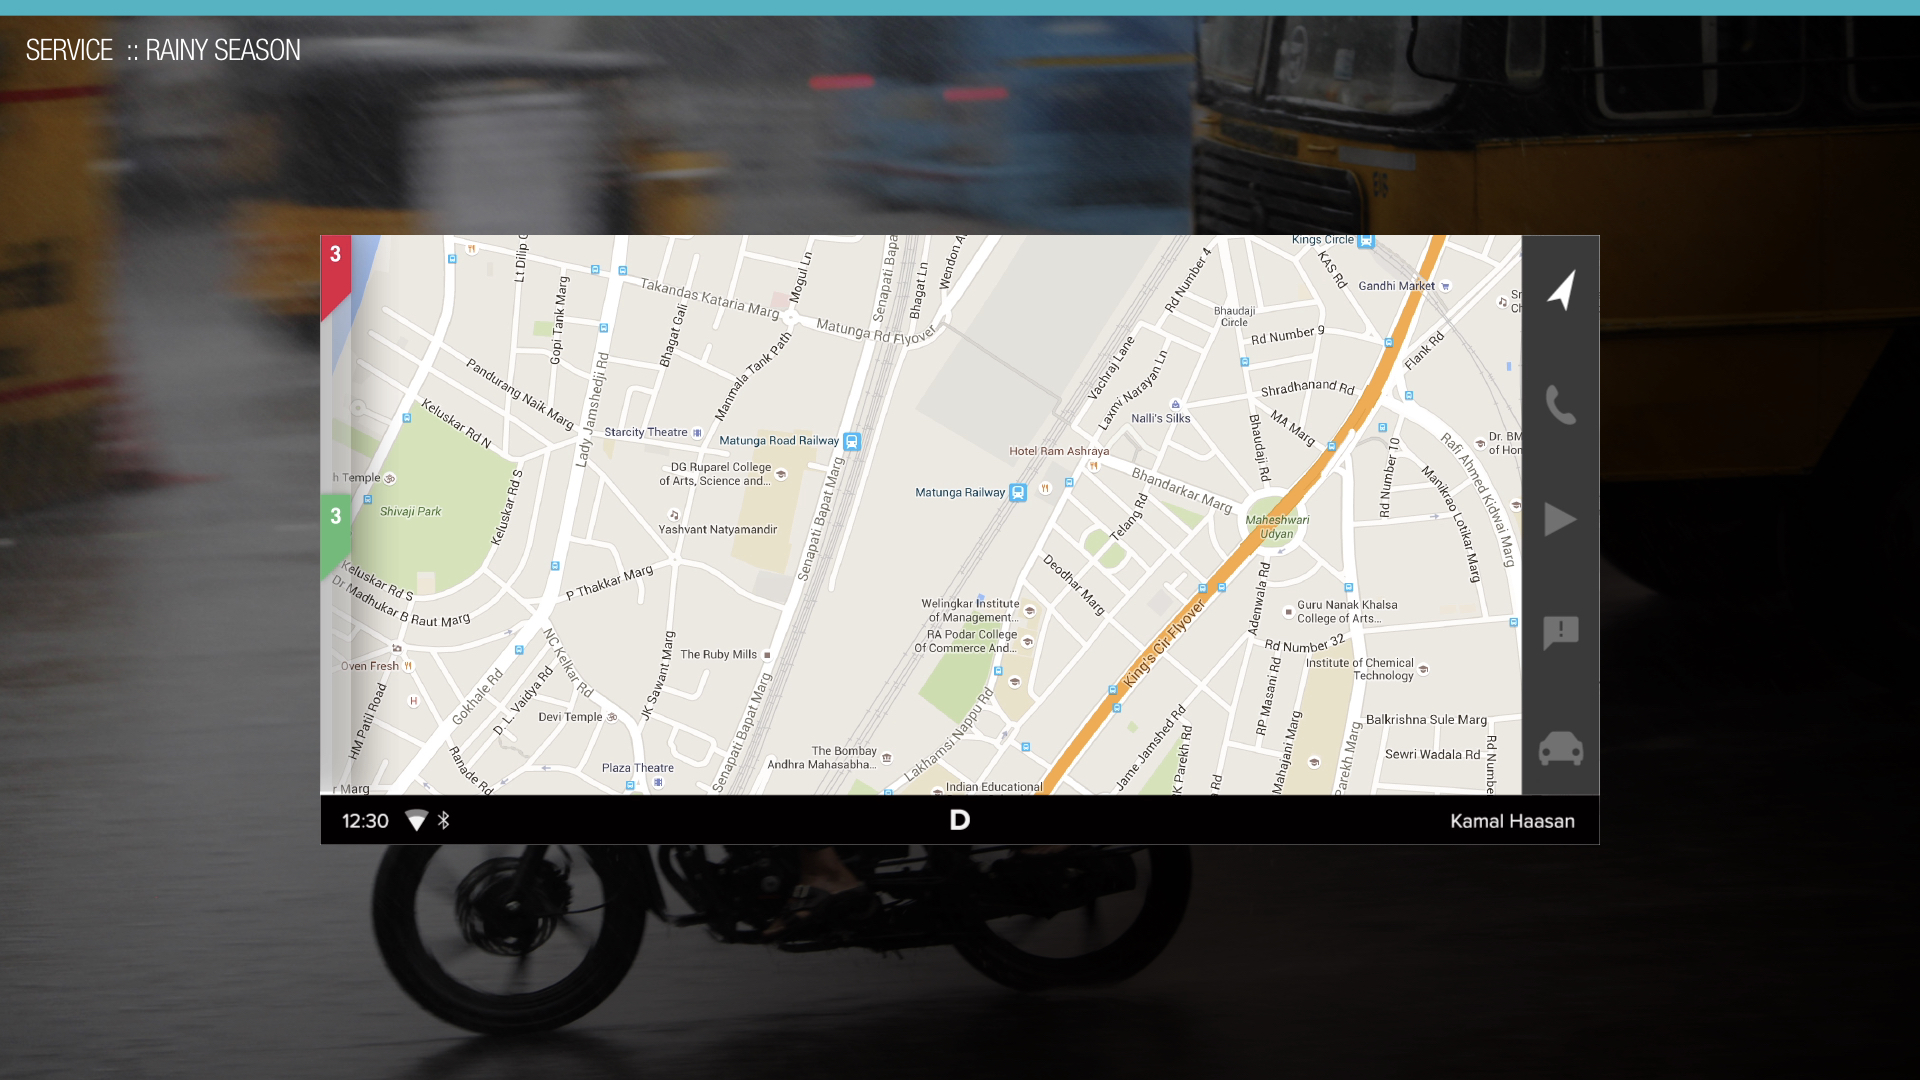 SERVICE :: RAINY SEASON
3
3
Kings Circle
Gandhi Market
KAS Rd
Rd Number 4
Wendon A
Bhagat Ln
Senapati Bapa
Mogul Ln
Lt Dilip G
Takandas Kataria Marg
Matunga Rd Flyover
Gopi Tank Marg
Bhagat Gali
Manmala Tank Path
Lady Jamshedji Rd
Pandurang Naik Marg
Keluskar Rd N
Bhaudaji
Circle
Rd Number 9
Flank Rd
Vachraj Lane
Laxmi Narayan Ln
Shradhanand Rd
Nalli's Silks
MA Marg
Bhaudaji Rd
Starcity Theatre
Matunga Road Railway
Hotel Ram Ashraya
DG Ruparel College
of Arts, Science and...
Bhandarkar Marg
Matunga Railway
Telang Rd
Rd Number 10
Manikrao Lotikar Marg
Rafi Ahmed Kidwai Marg
Dr. BM
of Hon
h Temple
Shivaji Park
Keluskar Rd S
Yashvant Natyamandir
Senapati Bapat Marg
Maheshwari
Udyan
Keluskar Rd S
Dr Madhukar B Raut Marg
P Thakkar Marg
Deodhar Marg
Adenwala Rd
King's Cir Flyover
Welingkar Institute
of Management...
RA Podar College
Of Commerce And...
Guru Nanak Khalsa
College of Arts...
Rd Number 32
Institute of Chemical
Technology
Oven Fresh
NC Kelkar Rd
The Ruby Mills
JK Sawant Marg
Gokhale Rd
D. L. Vaidya Rd
HM Patil Road
Devi Temple
Senapati Bapat Marg
Lakhamsi Nappu Rd
RP Masani Rd
Jame Jamshed Rd
Balkrishna Sule Marg
Sewri Wadala Rd
Rd Numbe
Parekh Marg
Mahajani Marg
K Parekh Rd
Ranade Rd
Plaza Theatre
The Bombay
Andhra Mahasabha...
Indian Educational
r Marg
12:30
D
Kamal Haasan